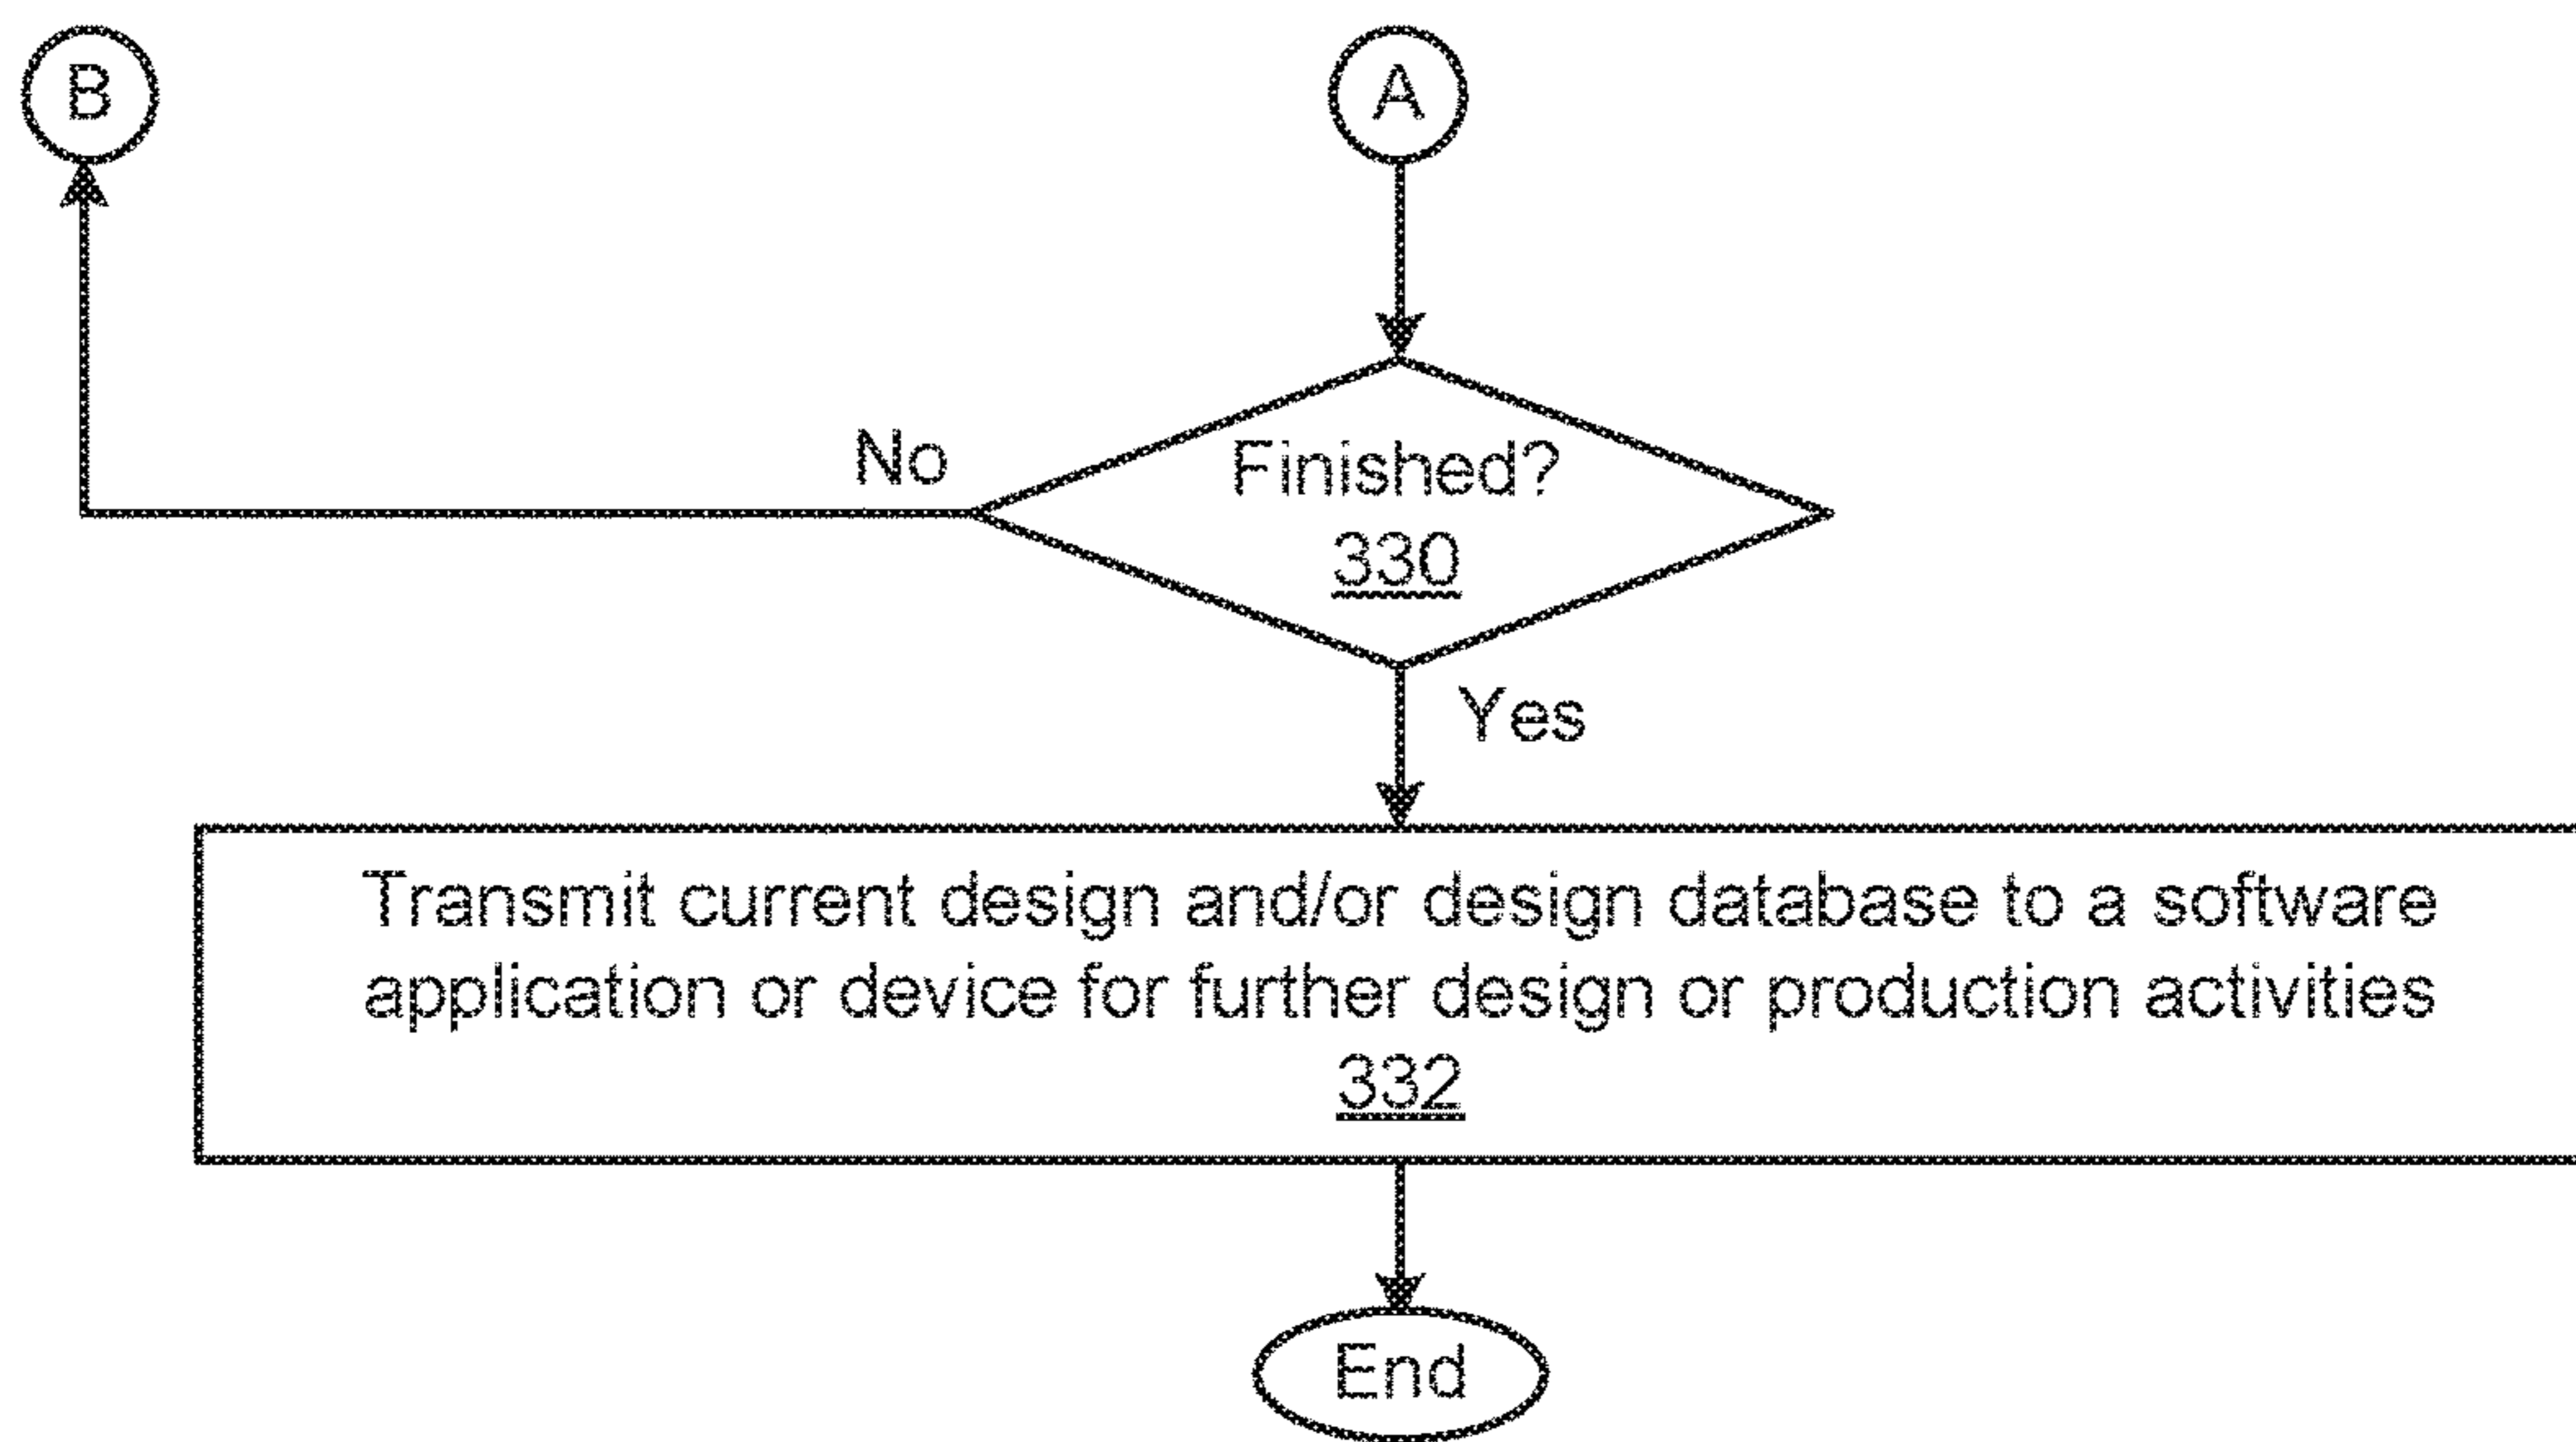 B
A
No
Finished?
330
Yes
Transmit current design and/or design database to a software
application or device for further design or production activities
332
End